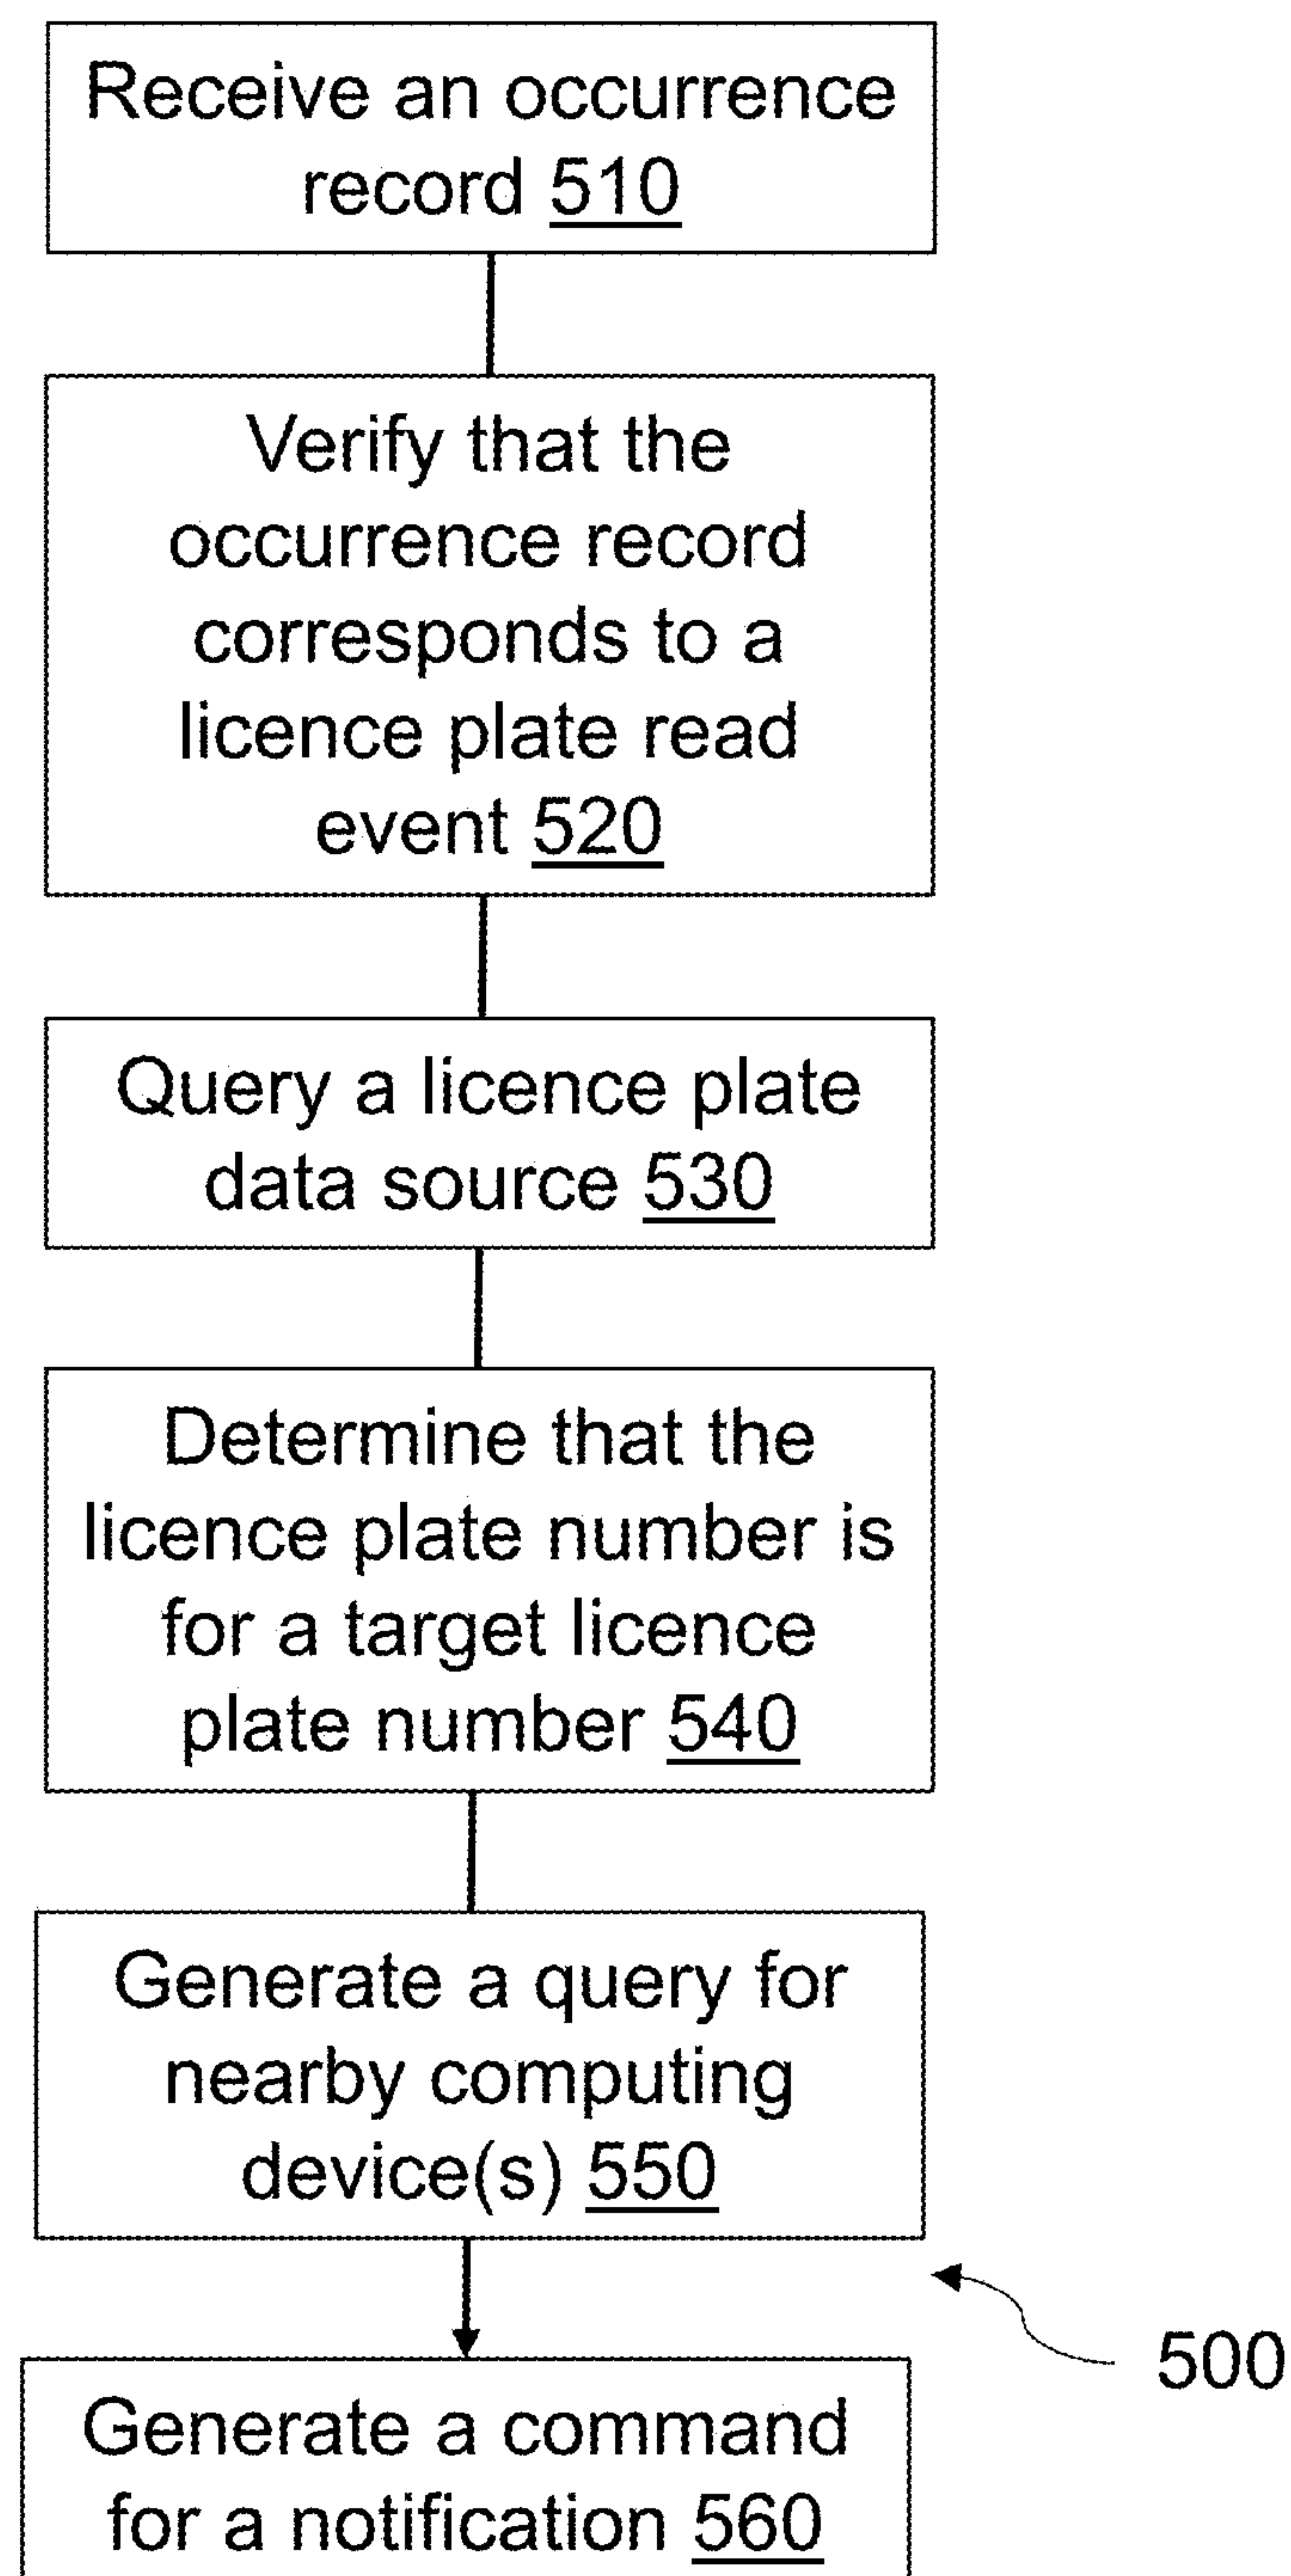 Receive an occurrence
record 510
Verify that the
occurrence record
corresponds to a
licence plate read
event 520
Query a licence plate
data source 530
Determine that the
licence plate number is
for a target licence
plate number 540
Generate a query for
nearby computing
device(s) 550
500
Generate a command
for a notification 560